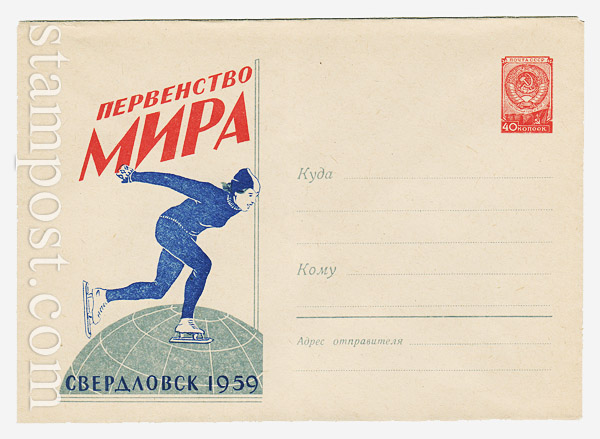 ПЕРВЕНСТВО
МИРА
СВЕРДЛОВСК 1959
ПОЧТА СССР
40 КОПЕЕК
Куда
Кому
Адрес отправителя
stampost.com